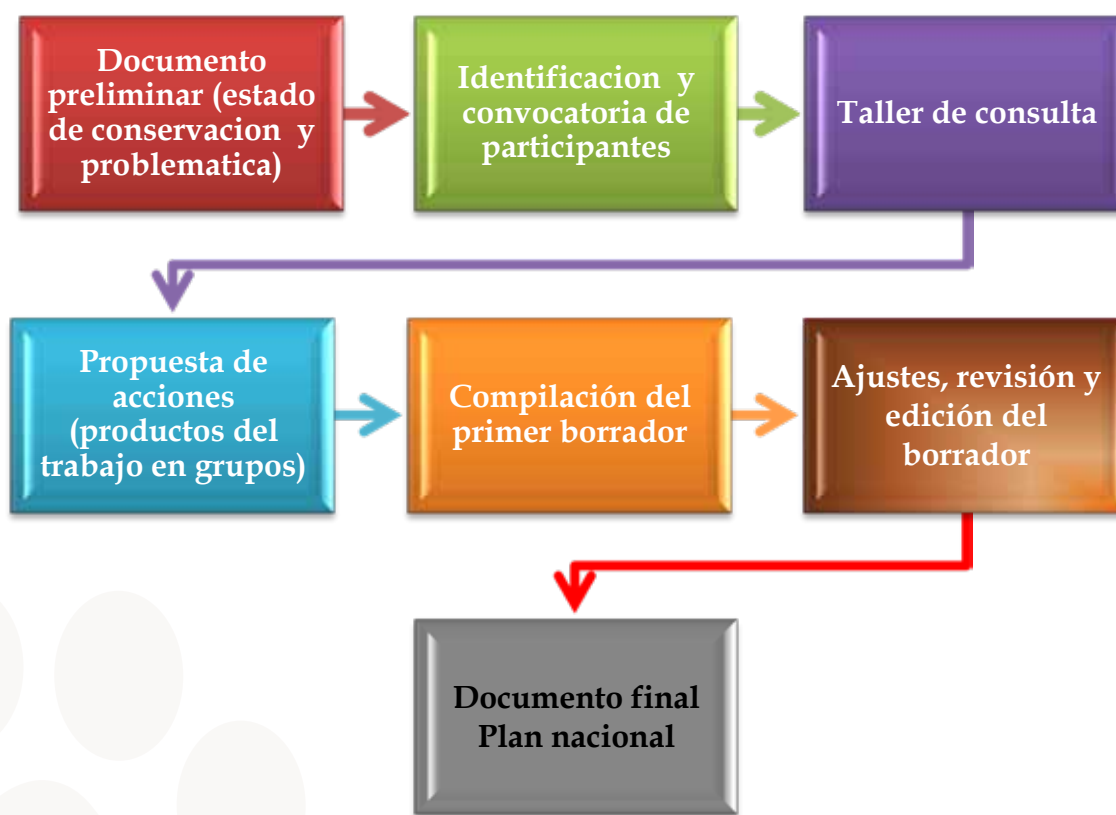 Documento
preliminar (estado
de conservacion y
problematica)
Identificacion y
convocatoria de
participantes
Taller de consulta
Propuesta de
acciones
(productos del
trabajo en grupos)
Compilación del
primer borrador
Ajustes, revisión y
edición del
borrador
Documento final
Plan nacional